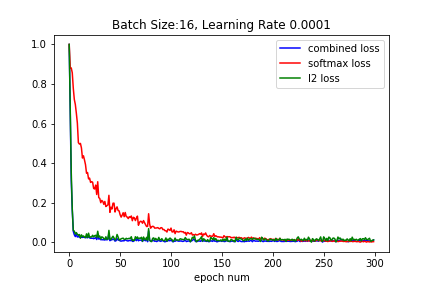 Batch Size:16, Learning Rate 0.0001
1.0
0.8
0.6
0.4
0.2
0.0
combined loss
softmax loss
l2 loss
0 50 100 150 200 250 300
epoch num